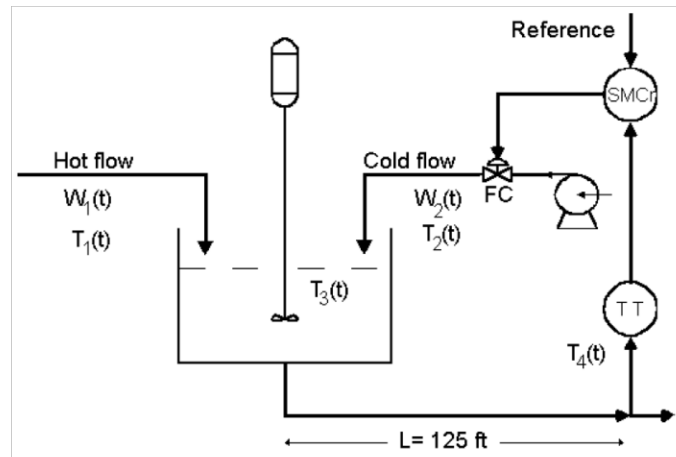 Reference
SMCr
Hot flow
W1(t)
T1(t)
Cold flow
W2(t)
T2(t)
FC
T3(t)
TT
T4(t)
L= 125 ft